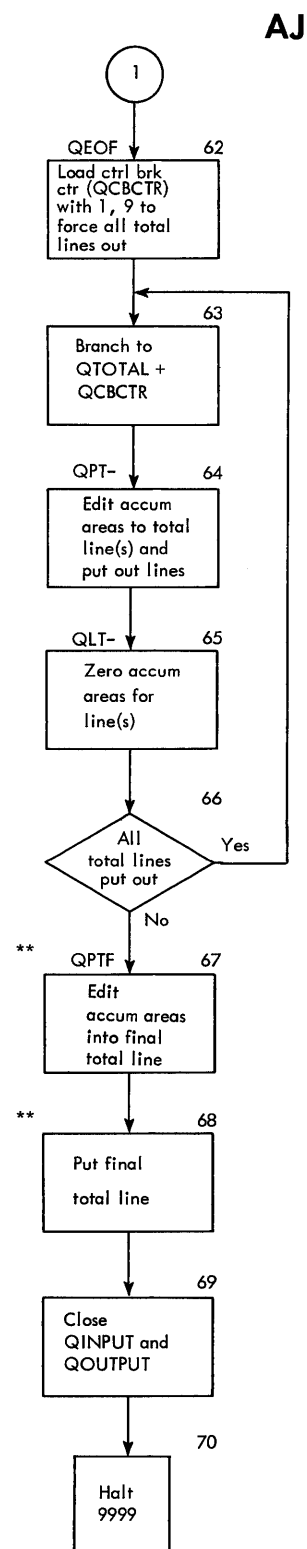 AJ
1
QEOF 62
Load ctrl brk
ctr (QCBCTR)
with 1, 9 to
force all total
lines out
63
Branch to
QTOTAL +
QCBCTR
QPT- 64
Edit accum
areas to total
line(s) and
put out lines
QLT- 65
Zero accum
areas for
line(s)
66
All
total lines
put out
Yes
No
** QPTF 67
Edit
accum areas
into final
total line
** 68
Put final
total line
69
Close
QINPUT and
QOUTPUT
70
Halt
9999